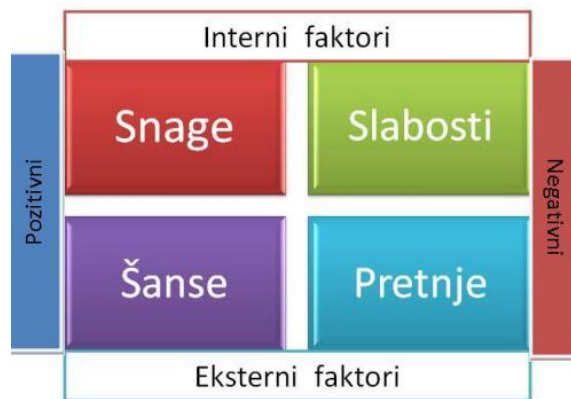 Interni faktori
Pozitivni
Snage
Slabosti
Negativni
Šanse
Pretnje
Eksterni faktori